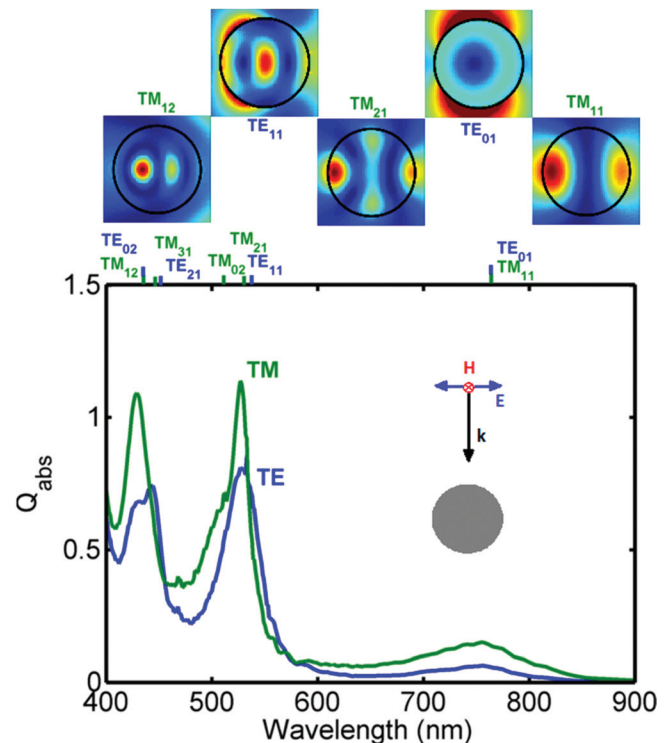 TM12
TE11
TM21
TE01
TM11
TE02
TM12
TM31
TE21
TM02
TM21
TE11
TE01
TM11
1.5
1
0.5
0
Qabs
TM
TE
H
E
k
400 500 600 700 800 900
Wavelength (nm)